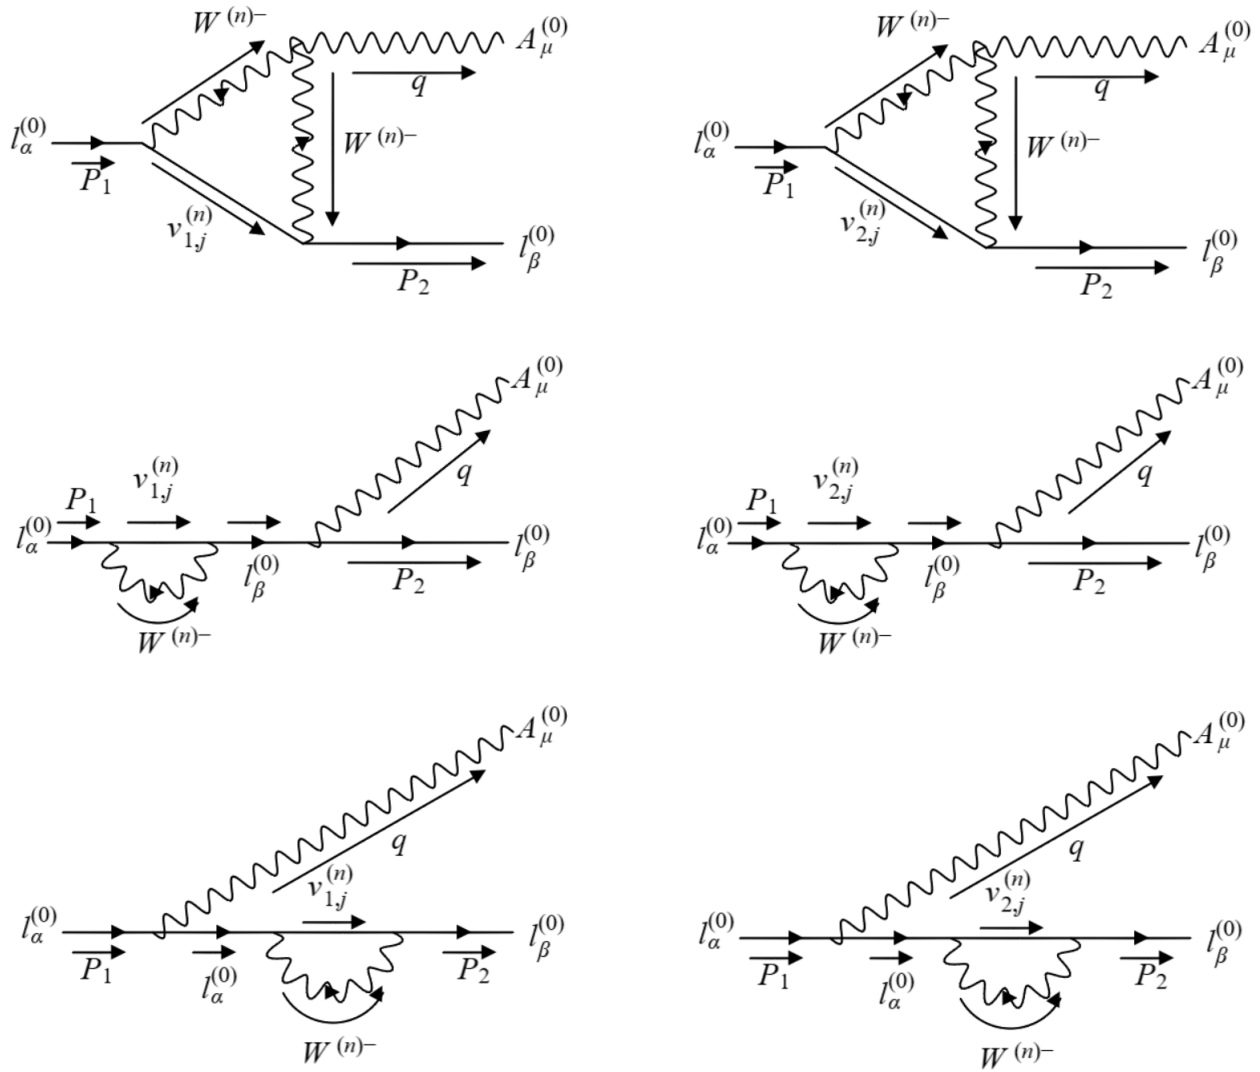 W^{(n)-} A_μ^{(0)} W^{(n)-} A_μ^{(0)}
q q
l_α^{(0)} W^{(n)-} l_α^{(0)} W^{(n)-}
P_1 P_1
v_{1,j}^{(n)} l_β^{(0)} v_{2,j}^{(n)} l_β^{(0)}
P_2 P_2
A_μ^{(0)} A_μ^{(0)}
v_{1,j}^{(n)} q v_{2,j}^{(n)} q
P_1 P_1
l_α^{(0)} l_β^{(0)} l_α^{(0)} l_β^{(0)}
l_β^{(0)} P_2 l_β^{(0)} P_2
W^{(n)-} W^{(n)-}
A_μ^{(0)} A_μ^{(0)}
q q
v_{1,j}^{(n)} v_{2,j}^{(n)}
l_α^{(0)} l_β^{(0)} l_α^{(0)} l_β^{(0)}
P_1 l_α^{(0)} P_2 P_1 l_α^{(0)} P_2
W^{(n)-} W^{(n)-}